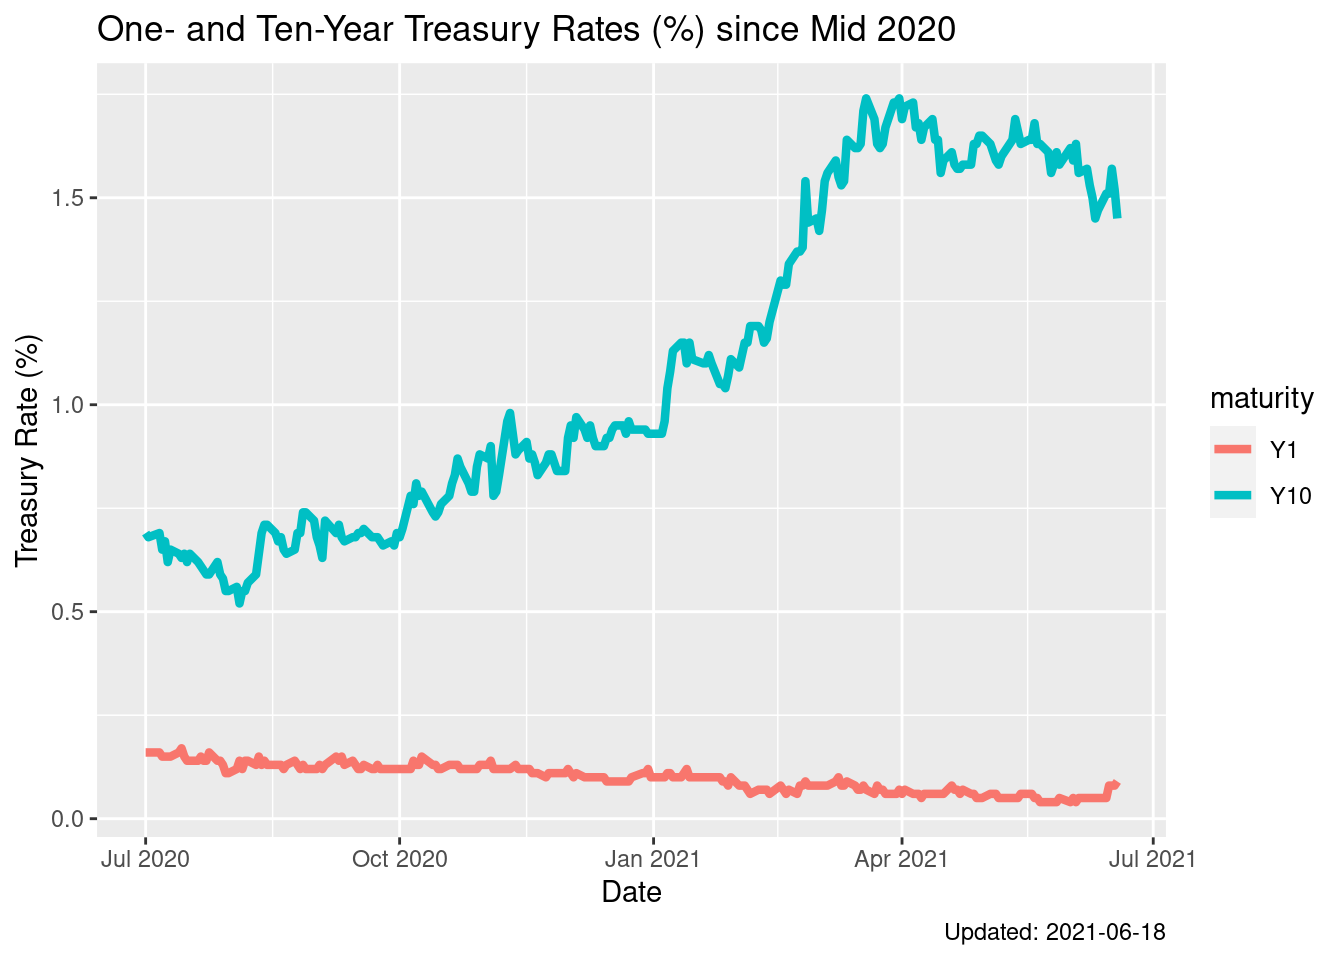 One- and Ten-Year Treasury Rates (%) since Mid 2020
Treasury Rate (%)
1.5
1.0
0.5
0.0
Jul 2020
Oct 2020
Jan 2021
Apr 2021
Jul 2021
Date
maturity
Y1
Y10
Updated: 2021-06-18